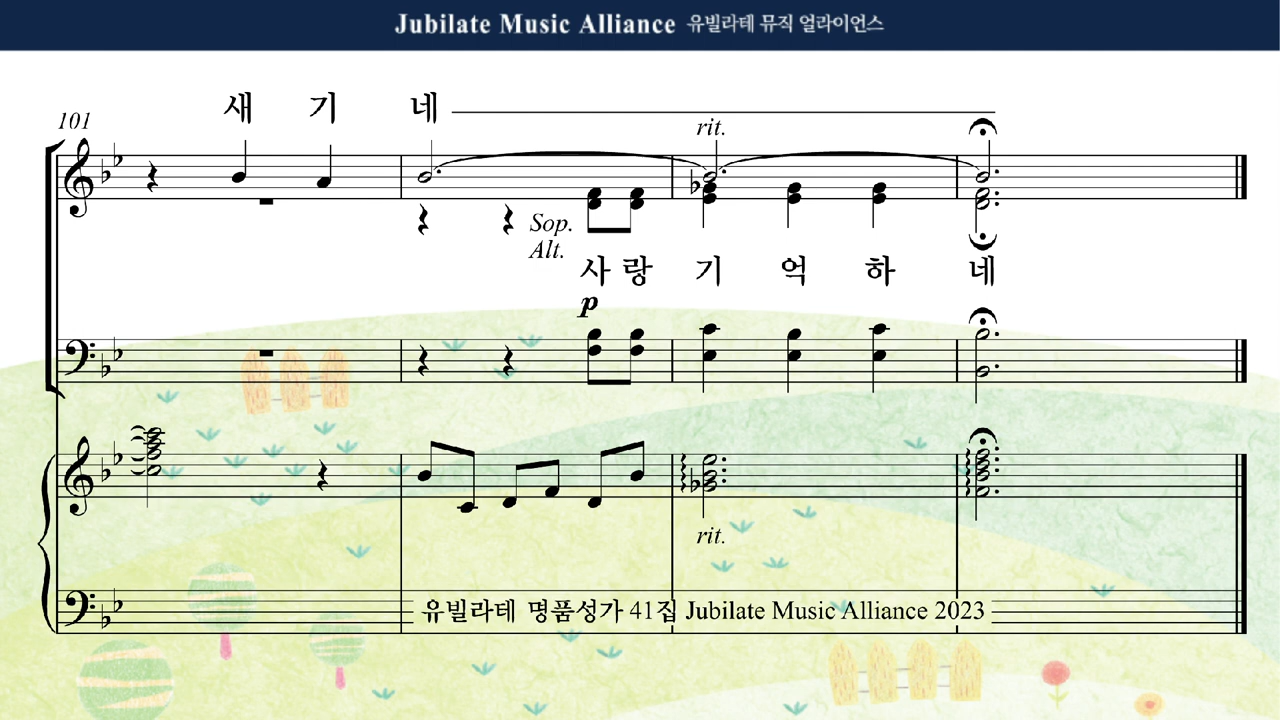 Jubilate Music Alliance 유빌라테 뮤직 얼라이언스
새 기 네
101
rit.
Sop.
Alt.
사 랑 기 억 하 네
p
rit.
유빌라테 명품성가 41집 Jubilate Music Alliance 2023